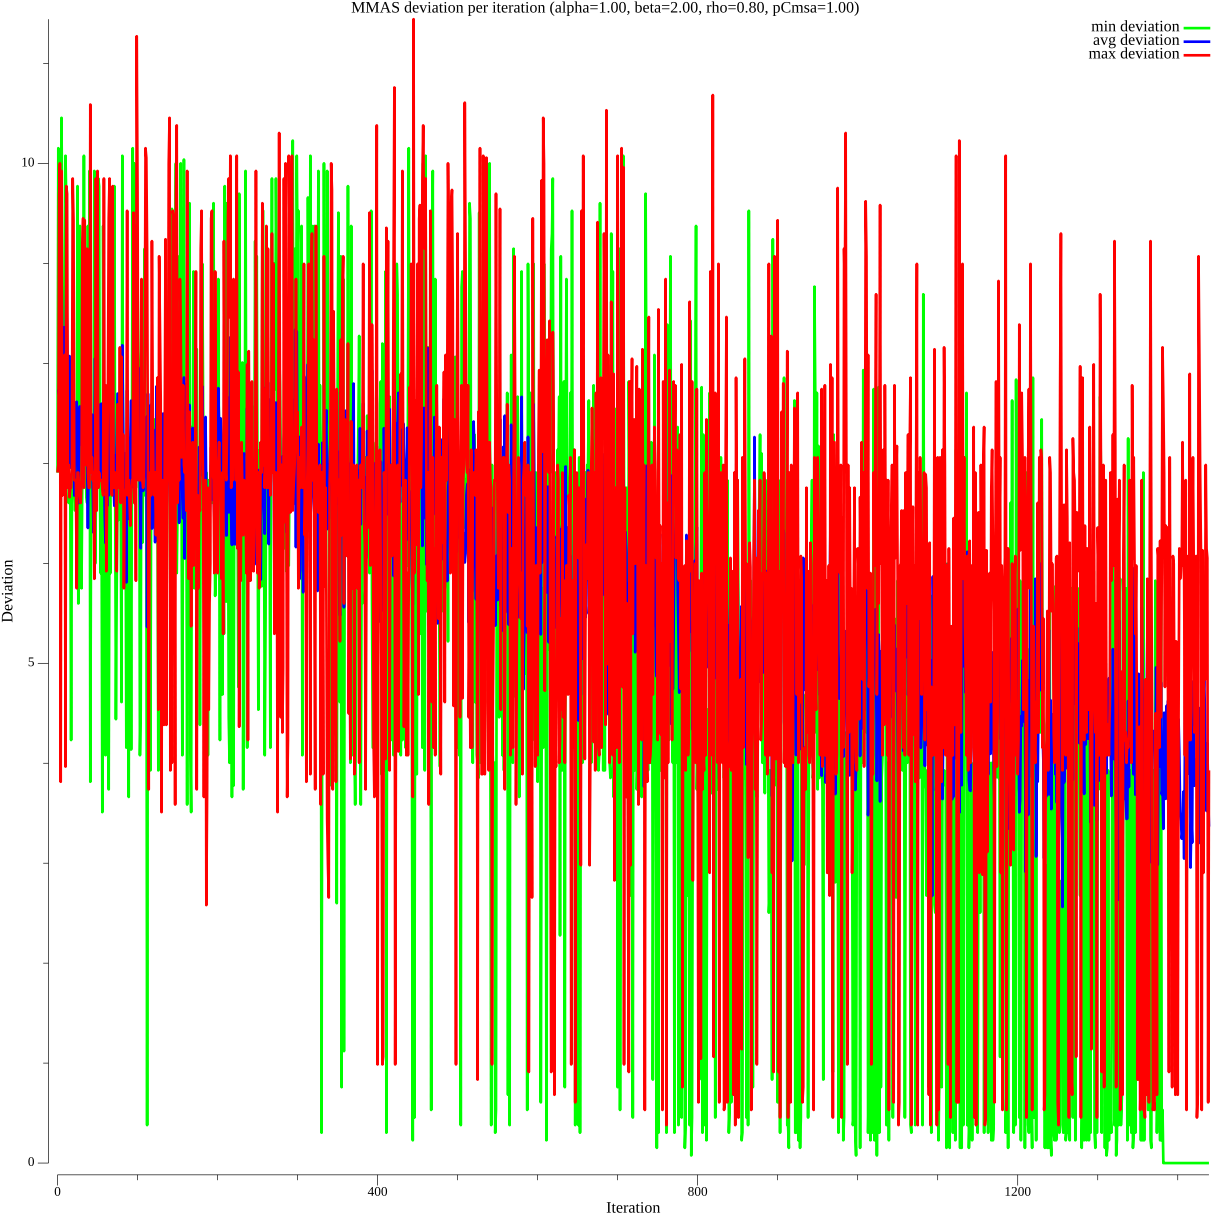 MMAS deviation per iteration (alpha=1.00, beta=2.00, rho=0.80, pCmsa=1.00)
min deviation
avg deviation
max deviation
10
5
0
Deviation
0 400 800 1200
Iteration